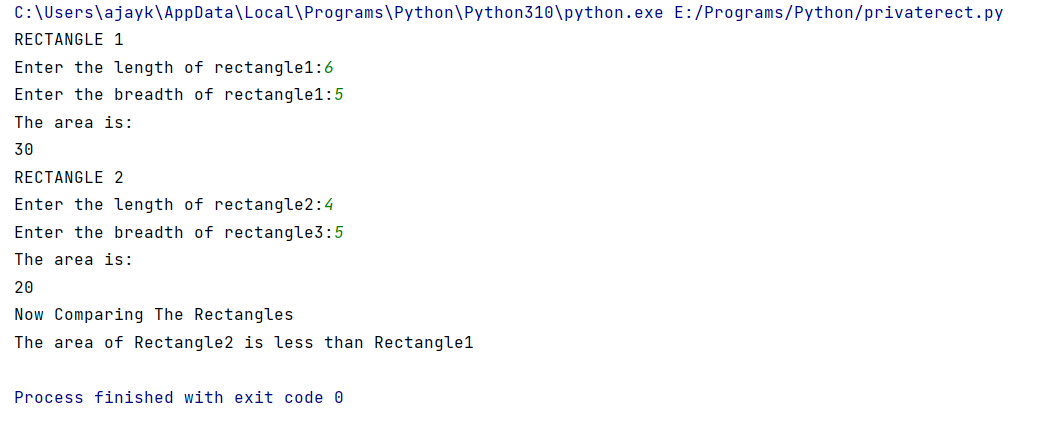 C:\Users\ajayk\AppData\Local\Programs\Python\Python310\python.exe E:/Programs/Python/privaterect.py
RECTANGLE 1
Enter the length of rectangle1:6
Enter the breadth of rectangle1:5
The area is:
30
RECTANGLE 2
Enter the length of rectangle2:4
Enter the breadth of rectangle3:5
The area is:
20
Now Comparing The Rectangles
The area of Rectangle2 is less than Rectangle1
Process finished with exit code 0